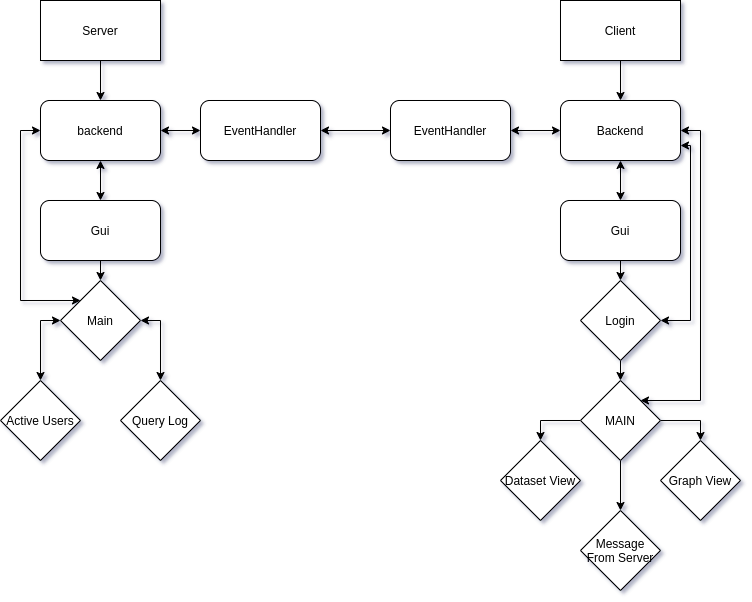 Server
Client
backend
EventHandler
EventHandler
Backend
Gui
Gui
Main
Login
Active Users
Query Log
MAIN
Dataset View
Graph View
Message
From Server